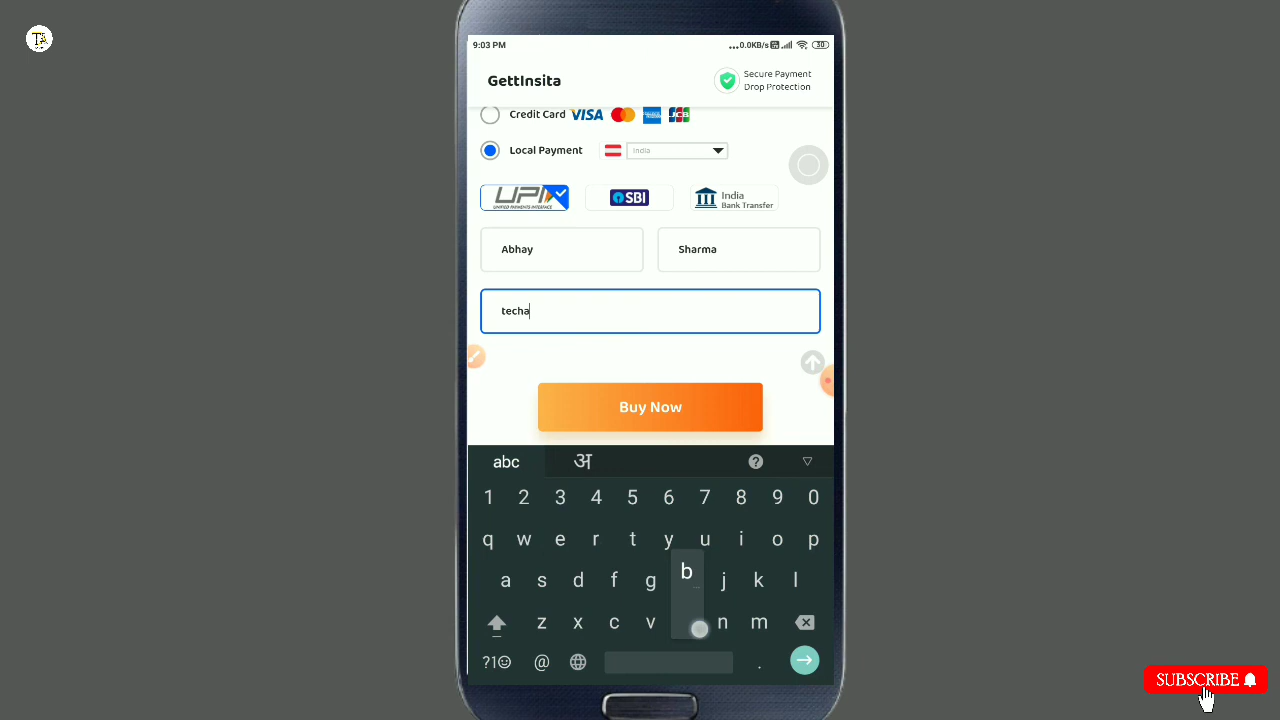 TA
9:03 PM
...0.0KB/s 30
GettInsita
Secure Payment
Drop Protection
Credit Card VISA JCB
Local Payment India
UPI
UNIFIED PAYMENTS INTERFACE
SBI
India
Bank Transfer
Abhay Sharma
techa
Buy Now
abc अ ?
1 2 3 4 5 6 7 8 9 0
q w e r t y u i o p
a s d f g b j k l
z x c v n m
?1☺ @ .
SUBSCRIBE